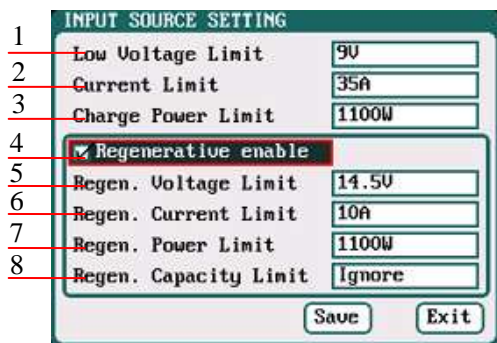 INPUT SOURCE SETTING
1 Low Voltage Limit 9V
2 Current Limit 35A
3 Charge Power Limit 1100W
4 Regenerative enable
5 Regen. Voltage Limit 14.5V
6 Regen. Current Limit 10A
7 Regen. Power Limit 1100W
8 Regen. Capacity Limit Ignore
Save Exit